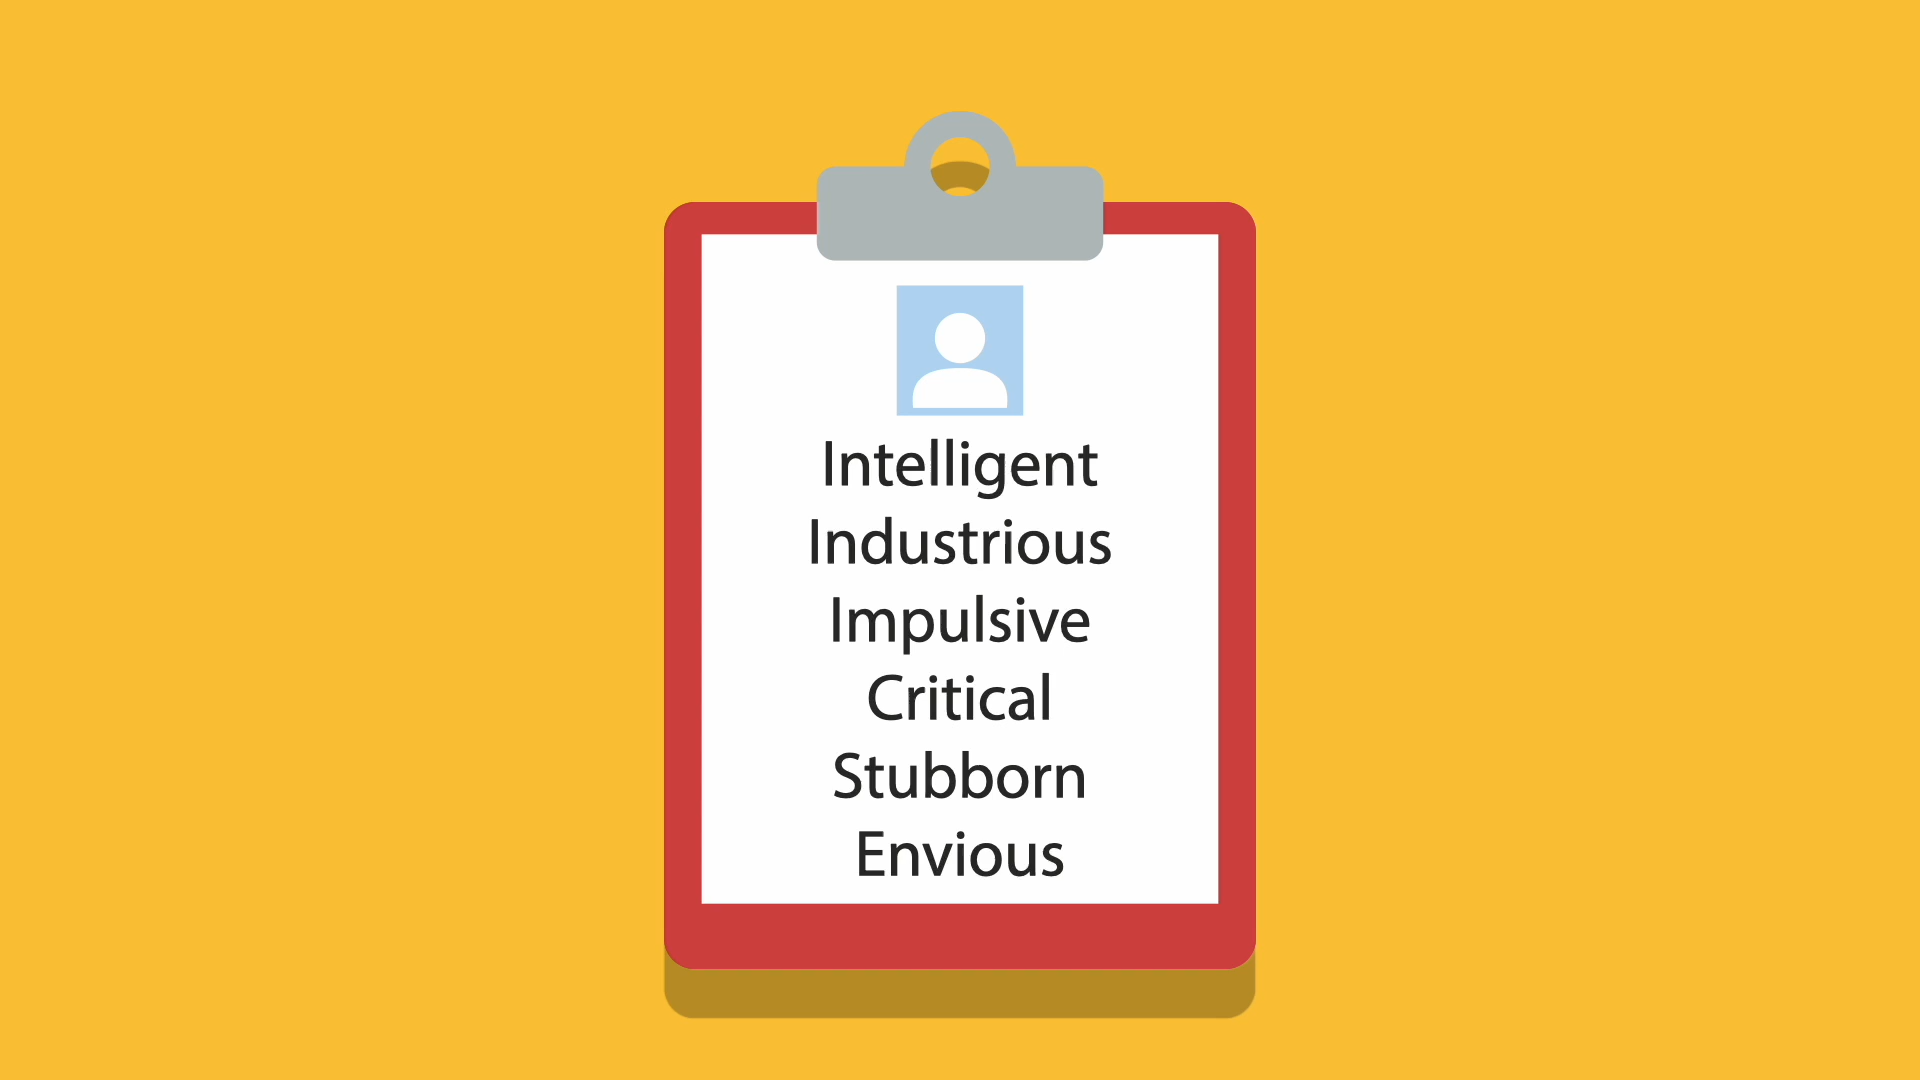 Intelligent
Industrious
Impulsive
Critical
Stubborn
Envious